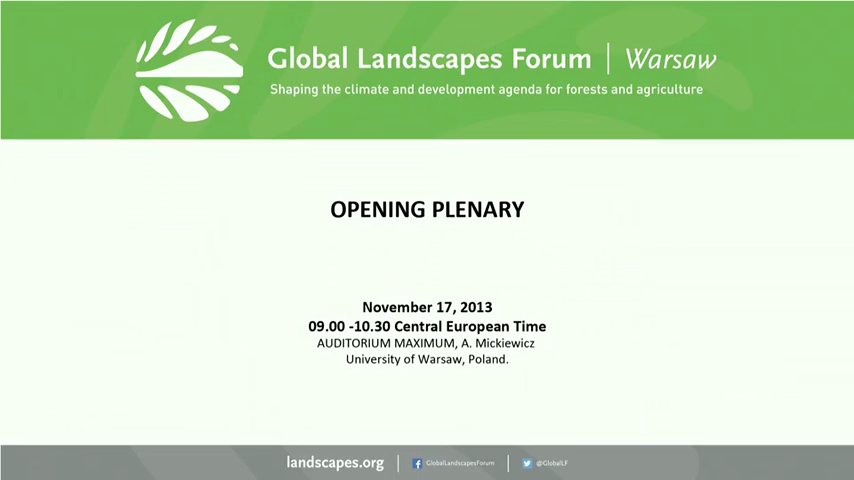 Global Landscapes Forum | Warsaw
Shaping the climate and development agenda for forests and agriculture
OPENING PLENARY
November 17, 2013
09.00 -10.30 Central European Time
AUDITORIUM MAXIMUM, A. Mickiewicz
University of Warsaw, Poland.
landscapes.org | GlobalLandscapesForum | @GlobalLF